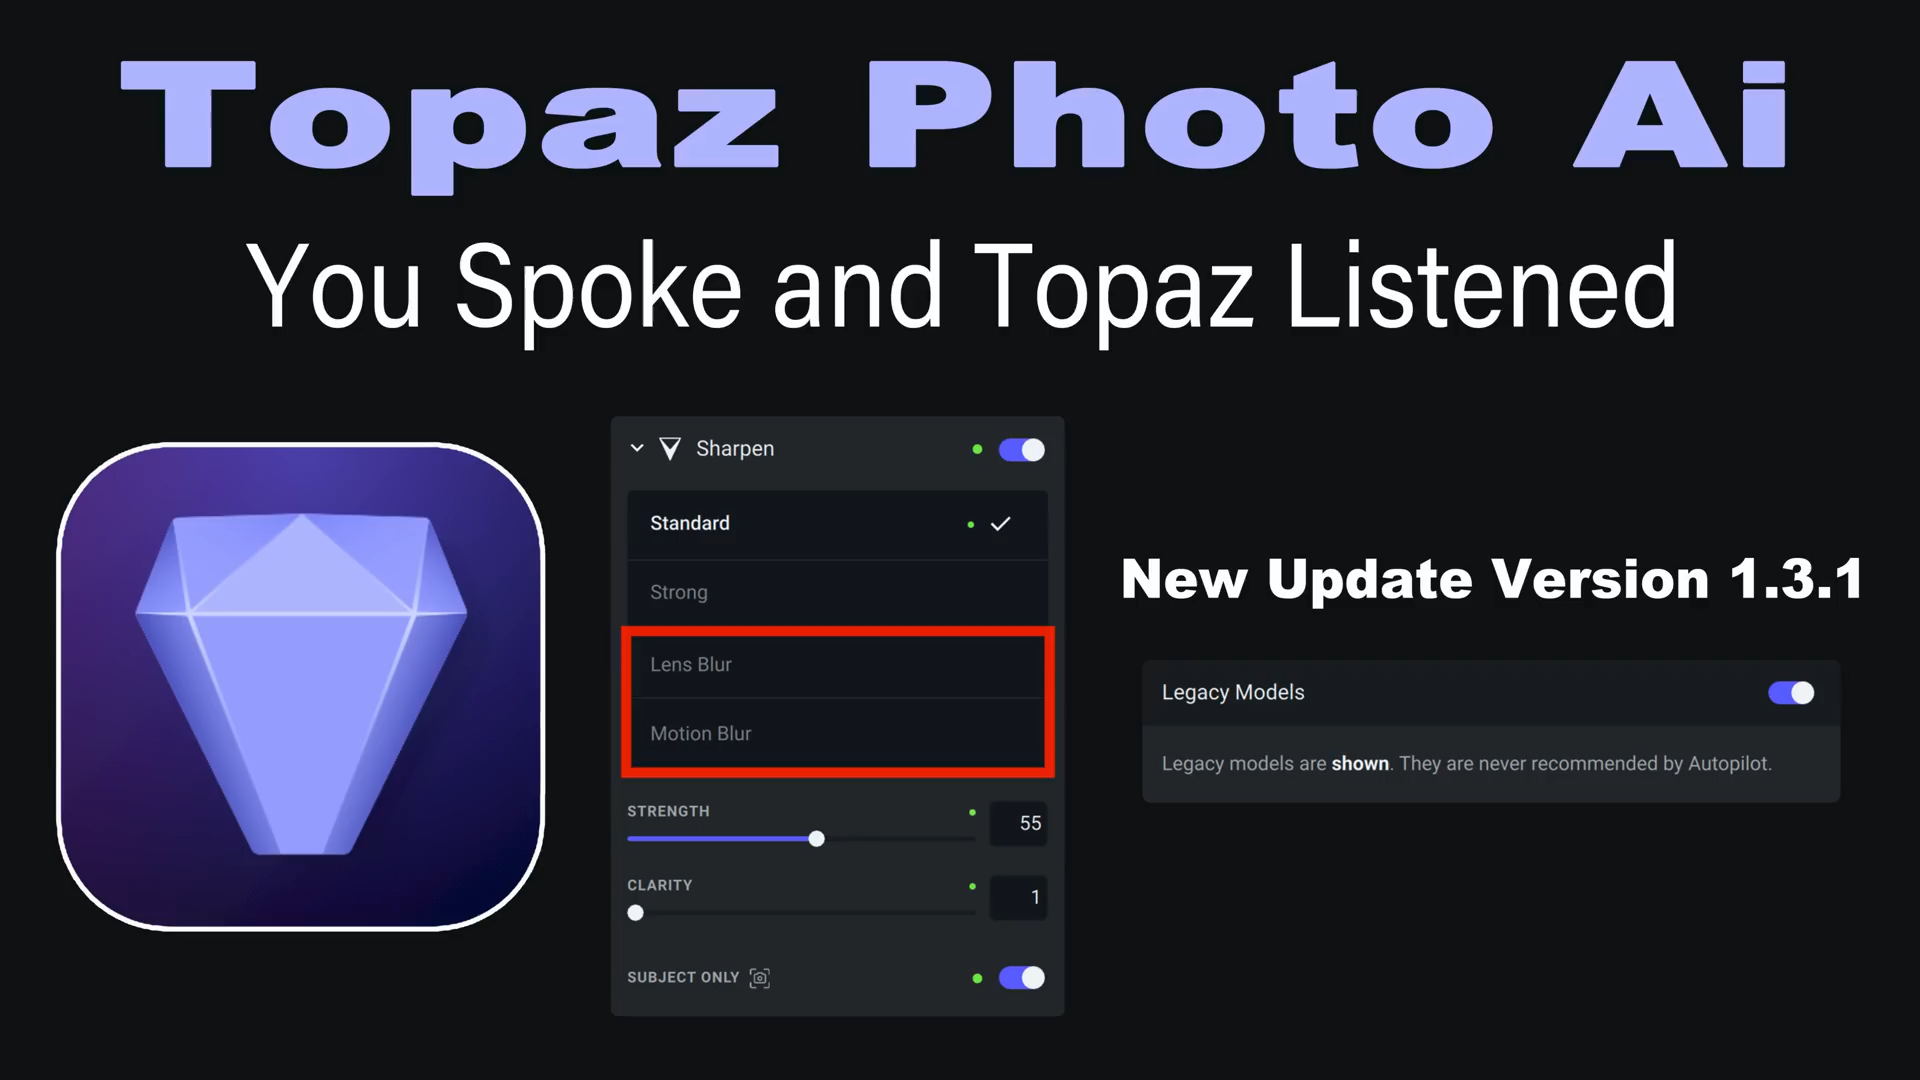 Topaz Photo Ai
You Spoke and Topaz Listened
Sharpen
Standard
Strong
Lens Blur
Motion Blur
STRENGTH
55
CLARITY
1
SUBJECT ONLY
New Update Version 1.3.1
Legacy Models
Legacy models are shown. They are never recommended by Autopilot.